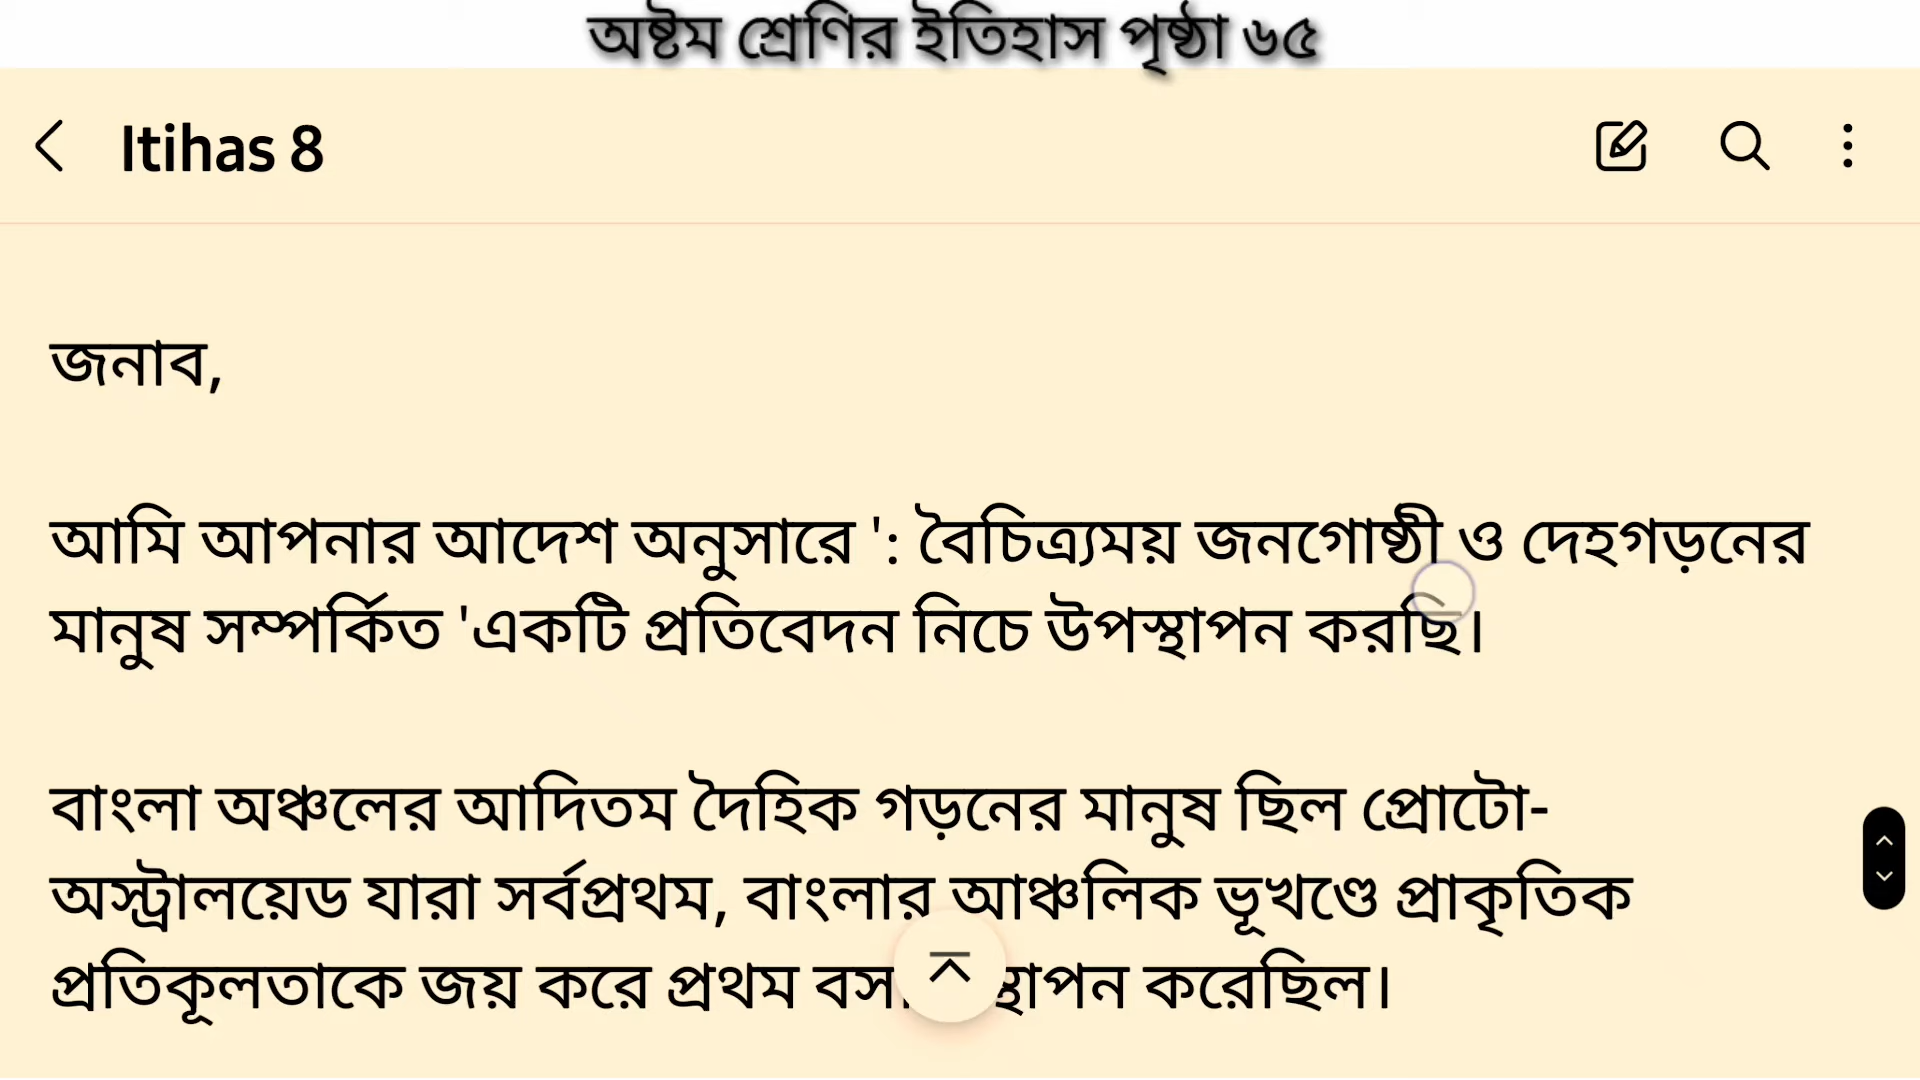 অষ্টম শ্রেণির ইতিহাস পৃষ্ঠা ৬৫
Itihas 8
জনাব,
আমি আপনার আদেশ অনুসারে ': বৈচিত্র্যময় জনগোষ্ঠী ও দেহগড়নের
মানুষ সম্পর্কিত 'একটি প্রতিবেদন নিচে উপস্থাপন করছি।
বাংলা অঞ্চলের আদিতম দৈহিক গড়নের মানুষ ছিল প্রোটো-
অস্ট্রালয়েড যারা সর্বপ্রথম, বাংলার আঞ্চলিক ভূখণ্ডে প্রাকৃতিক
প্রতিকূলতাকে জয় করে প্রথম করেছিল।